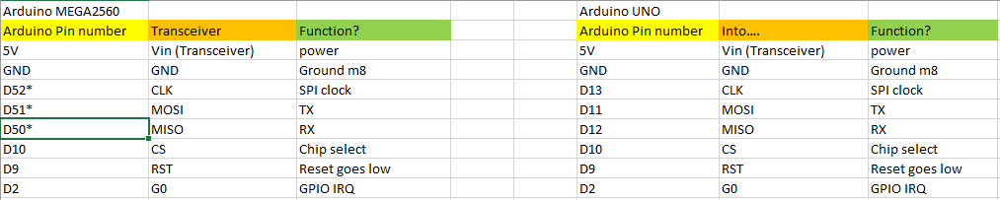 Arduino MEGA2560 Arduino UNO
Arduino Pin number Transceiver Function? Arduino Pin number Into.... Function?
5V Vin (Transceiver) power 5V Vin (Transceiver) power
GND GND Ground m8 GND GND Ground m8
D52* CLK SPI clock D13 CLK SPI clock
D51* MOSI TX D11 MOSI TX
D50* MISO RX D12 MISO RX
D10 CS Chip select D10 CS Chip select
D9 RST Reset goes low D9 RST Reset goes low
D2 G0 GPIO IRQ D2 G0 GPIO IRQ